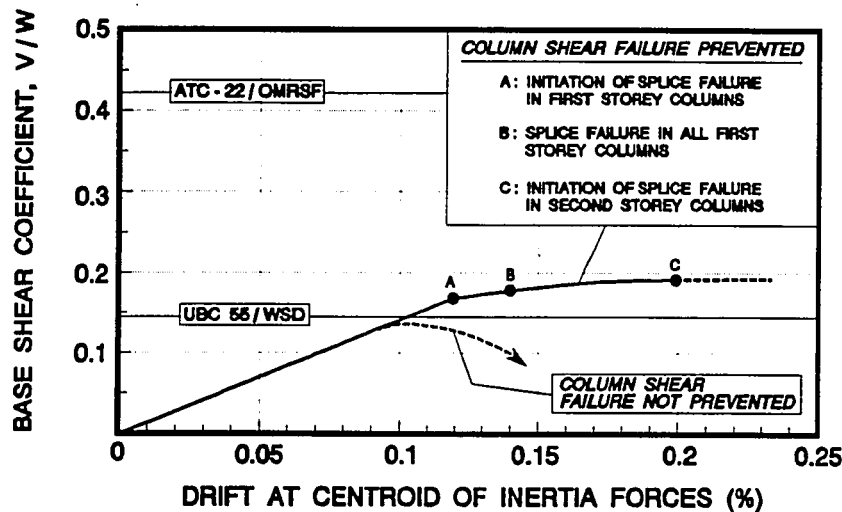 BASE SHEAR COEFFICIENT, V/W
0.5
0.4
0.3
0.2
0.1
0
0
0.05
0.1
0.15
0.2
0.25
DRIFT AT CENTROID OF INERTIA FORCES (%)
ATC - 22 / OMRSF
UBC 55 / WSD
COLUMN SHEAR FAILURE PREVENTED
A: INITIATION OF SPLICE FAILURE
IN FIRST STOREY COLUMNS
B: SPLICE FAILURE IN ALL FIRST
STOREY COLUMNS
C: INITIATION OF SPLICE FAILURE
IN SECOND STOREY COLUMNS
A
B
C
COLUMN SHEAR
FAILURE NOT PREVENTED